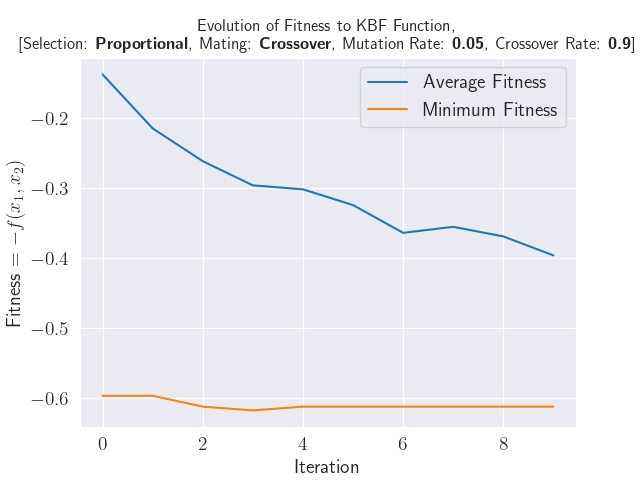 Evolution of Fitness to KBF Function,
[Selection: Proportional, Mating: Crossover, Mutation Rate: 0.05, Crossover Rate: 0.9]
Average Fitness
Minimum Fitness
Fitness = −f(x₁, x₂)
−0.2
−0.3
−0.4
−0.5
−0.6
0 2 4 6 8
Iteration